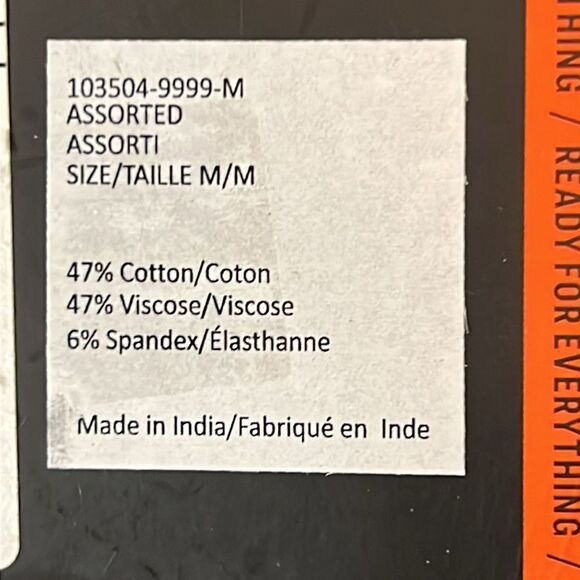 103504-9999-M
ASSORTED
ASSORTI
SIZE/TAILLE M/M
47% Cotton/Coton
47% Viscose/Viscose
6% Spandex/Élasthanne
Made in India/Fabriqué en Inde
THING / READY FOR EVERYTHING /